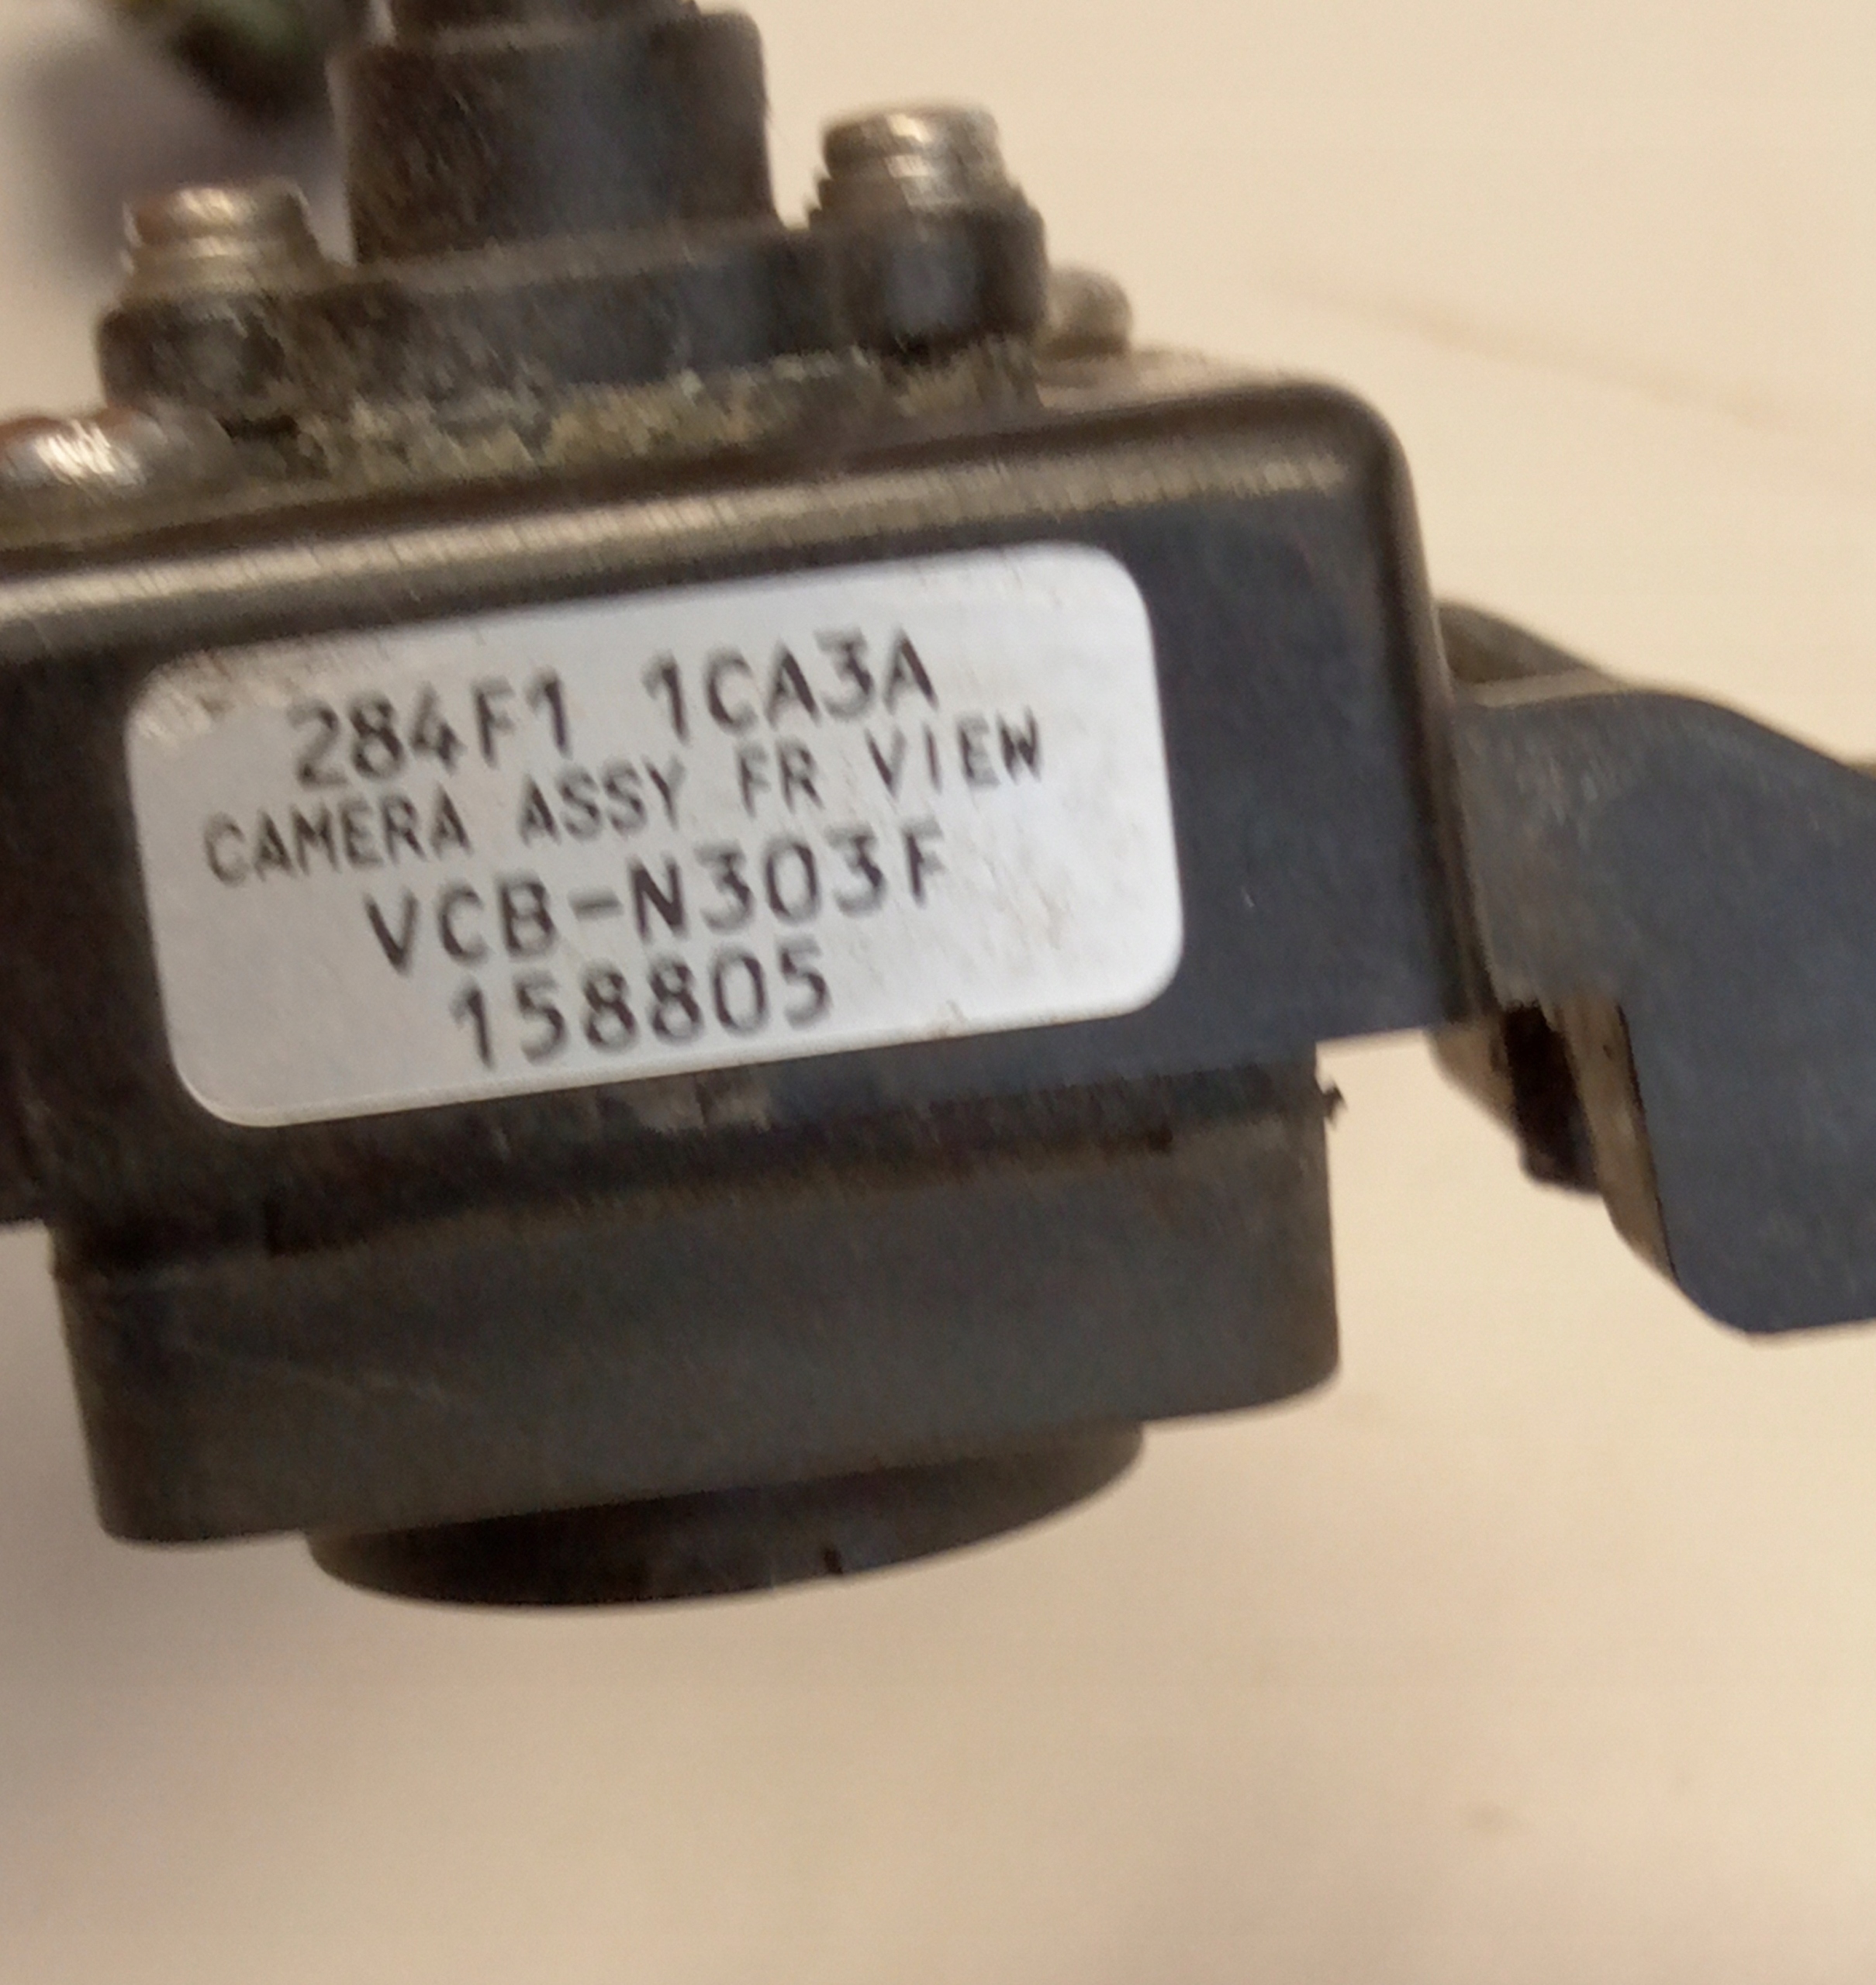 284F1 1CA3A
CAMERA ASSY FR VIEW
VCB-N303F
158805